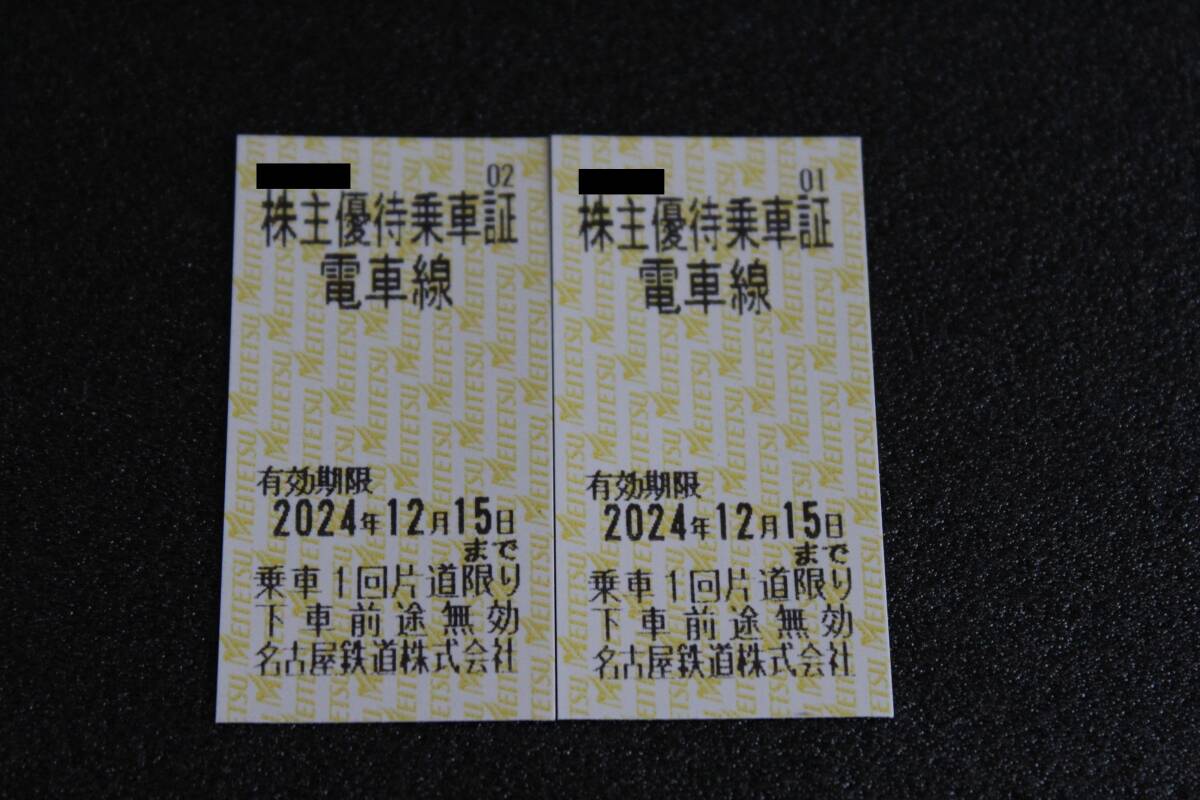 02
株主優待乗車証
電車線
有効期限
2024年12月15日
まで
乗車1回片道限り
下車前途無効
名古屋鉄道株式会社
01
株主優待乗車証
電車線
有効期限
2024年12月15日
まで
乗車1回片道限り
下車前途無効
名古屋鉄道株式会社
MEITETSU